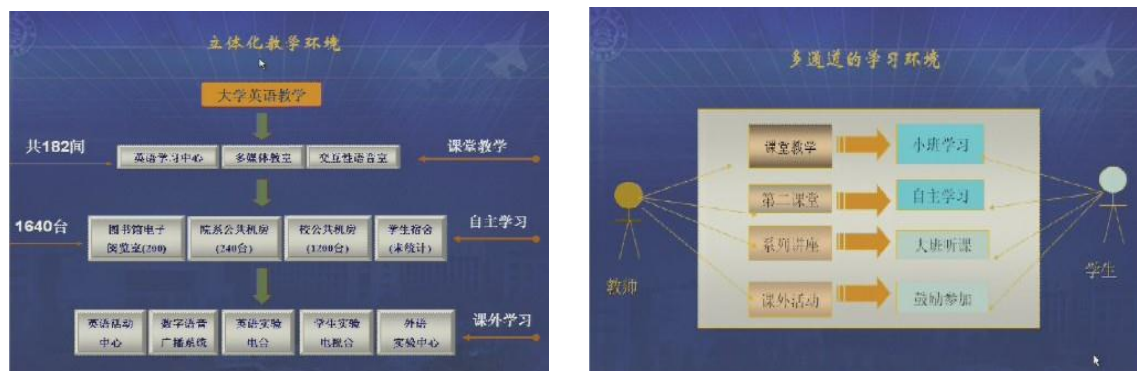 立体化教学环境
大学英语教学
共182间
英语学习中心
多媒体教室
交互性语音室
课堂教学
1640台
图书馆电子
阅览室(200)
院系公共机房
(240台)
校公共机房
(1200台)
学生宿舍
(未统计)
自主学习
英语活动
中心
数字语音
广播系统
英语实验
电台
学生实验
电视台
外语
实验中心
课外学习
多通道的学习环境
课堂教学
小班学习
第二课堂
自主学习
系列讲座
大班听课
课外活动
鼓励参加
教师
学生